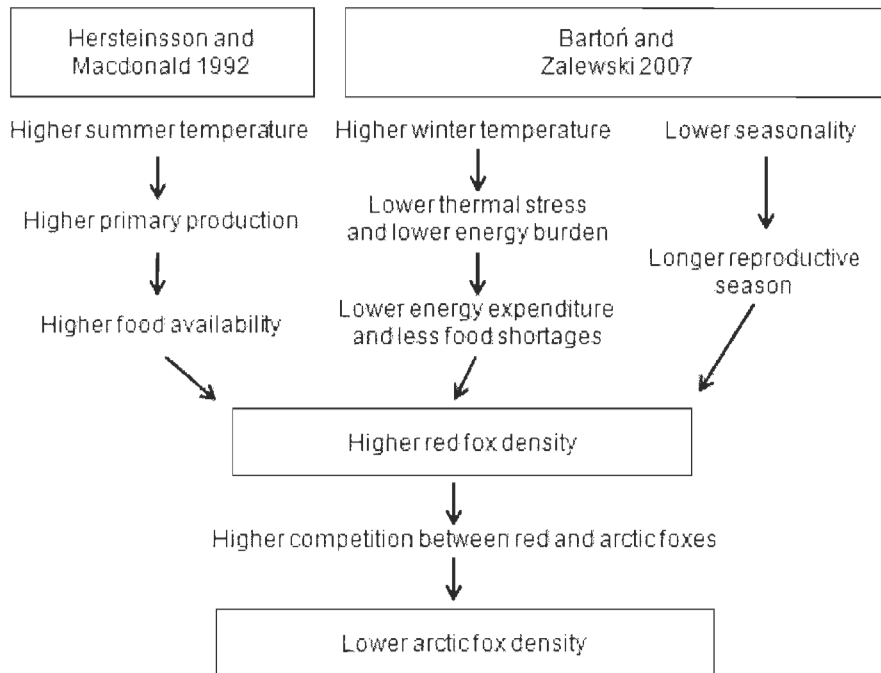 Hersteinsson and
Macdonald 1992
Bartoń and
Zalewski 2007
Higher summer temperature
Higher winter temperature
Lower seasonality
Higher primary production
Lower thermal stress
and lower energy burden
Longer reproductive
season
Higher food availability
Lower energy expenditure
and less food shortages
Higher red fox density
Higher competition between red and arctic foxes
Lower arctic fox density